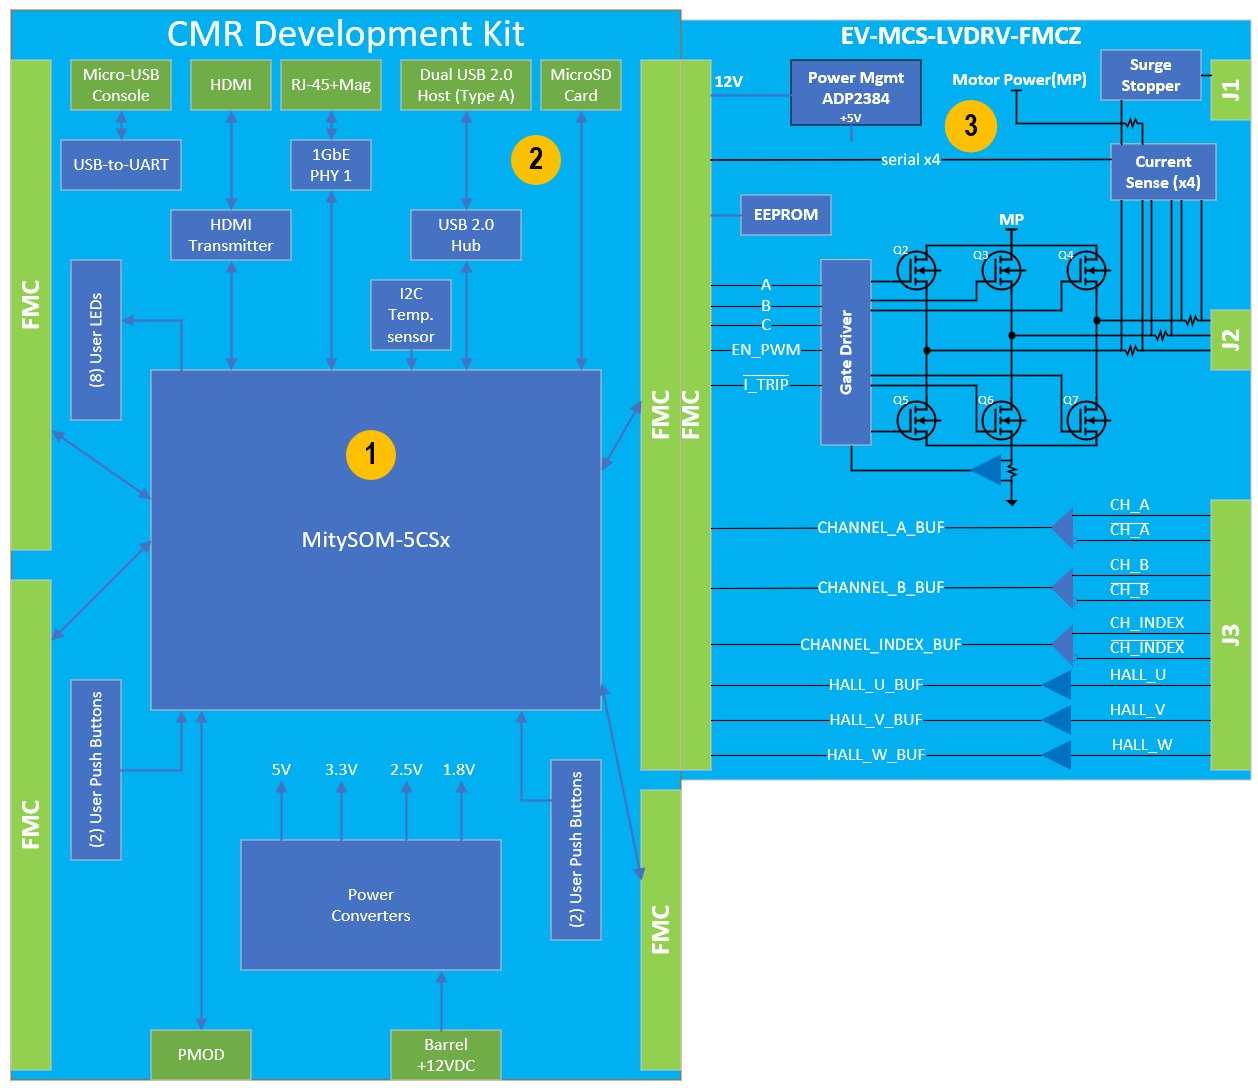 CMR Development Kit
EV-MCS-LVDRV-FMCZ
Micro-USB
Console
HDMI
RJ-45+Mag
Dual USB 2.0
Host (Type A)
MicroSD
Card
USB-to-UART
1GbE
PHY 1
2
HDMI
Transmitter
USB 2.0
Hub
I2C
Temp.
sensor
(8) User LEDs
FMC
FMC
1
MitySOM-5CSx
(2) User Push Buttons
(2) User Push Buttons
5V
3.3V
2.5V
1.8V
Power
Converters
PMOD
Barrel
+12VDC
FMC
FMC
FMC
12V
Power Mgmt
ADP2384
+5V
Motor Power(MP)
3
Surge
Stopper
J1
serial x4
Current
Sense (x4)
EEPROM
MP
Q2
Q3
Q4
A
B
C
EN_PWM
I_TRIP
Gate Driver
J2
Q5
Q6
Q7
CHANNEL_A_BUF
CH_A
CH_A
CHANNEL_B_BUF
CH_B
CH_B
CHANNEL_INDEX_BUF
CH_INDEX
CH_INDEX
HALL_U_BUF
HALL_U
HALL_V_BUF
HALL_V
HALL_W_BUF
HALL_W
J3